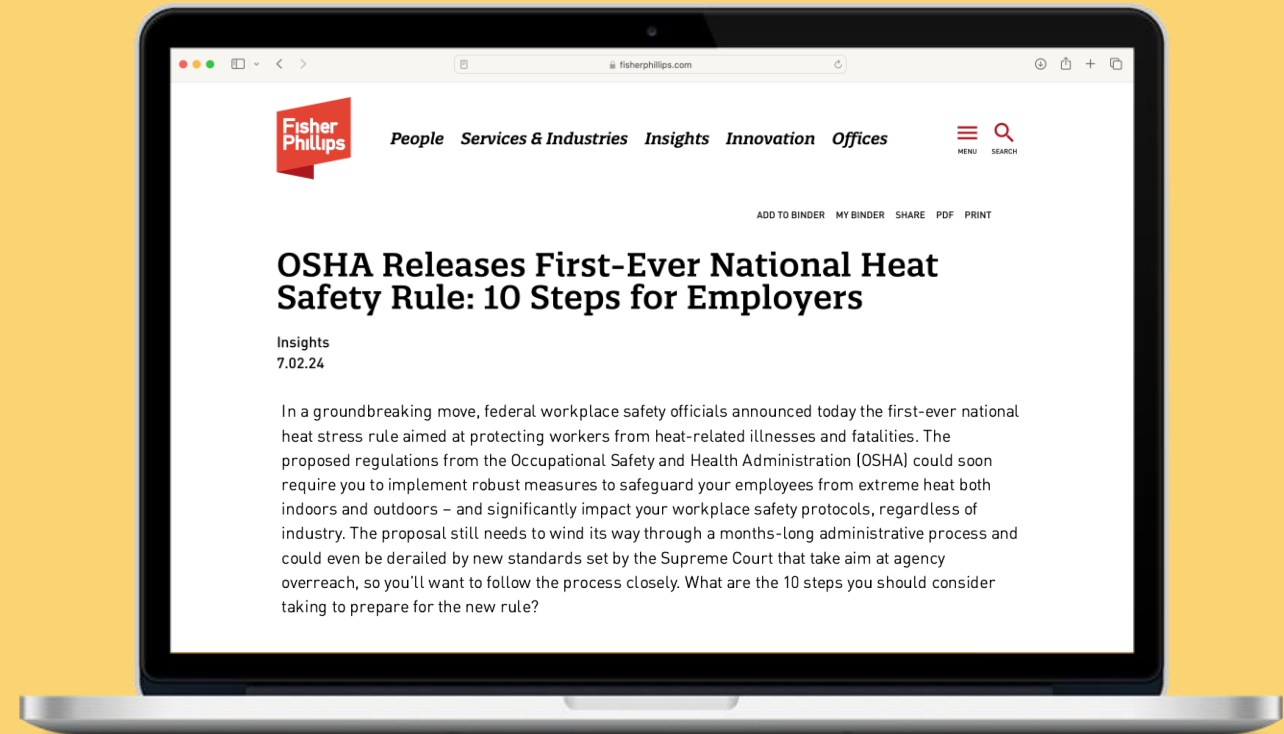 fisherphillips.com
Fisher
Phillips
People Services & Industries Insights Innovation Offices
MENU SEARCH
ADD TO BINDER MY BINDER SHARE PDF PRINT
OSHA Releases First-Ever National Heat
Safety Rule: 10 Steps for Employers
Insights
7.02.24
In a groundbreaking move, federal workplace safety officials announced today the first-ever national
heat stress rule aimed at protecting workers from heat-related illnesses and fatalities. The
proposed regulations from the Occupational Safety and Health Administration (OSHA) could soon
require you to implement robust measures to safeguard your employees from extreme heat both
indoors and outdoors – and significantly impact your workplace safety protocols, regardless of
industry. The proposal still needs to wind its way through a months-long administrative process and
could even be derailed by new standards set by the Supreme Court that take aim at agency
overreach, so you'll want to follow the process closely. What are the 10 steps you should consider
taking to prepare for the new rule?